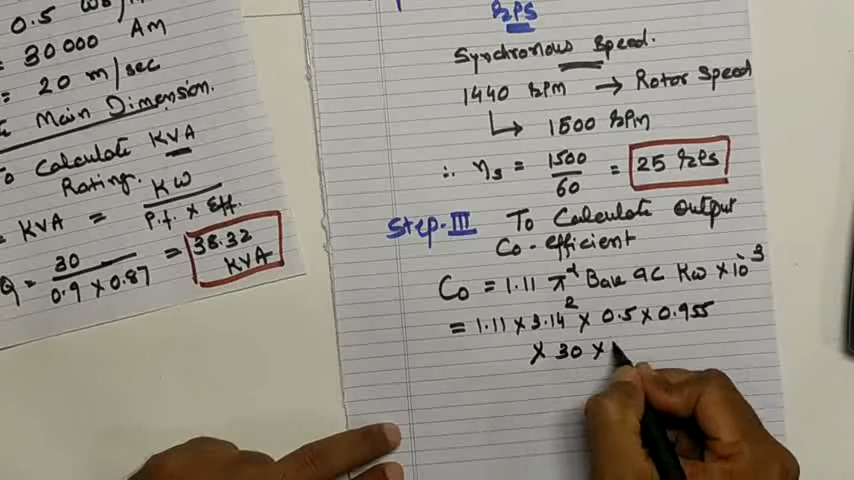 0.5 Wb/
= 30000 AM
= 20 m/sec
Main Dimension.
To Calculate KVA
Rating.
KVA = KW / P.f. × Eff.
Q = 30 / 0.9 × 0.87 = 38.32 KVA
RPS
Synchronous Speed.
1440 RPM → Rotor Speed
1500 RPM
∴ ns = 1500 / 60 = 25 RPS
Step-III To Calculate Output
Co-efficient
Co = 1.11 π² Bav ac Kw × 10⁻³
= 1.11 × 3.14² × 0.5 × 0.955
× 30 ×